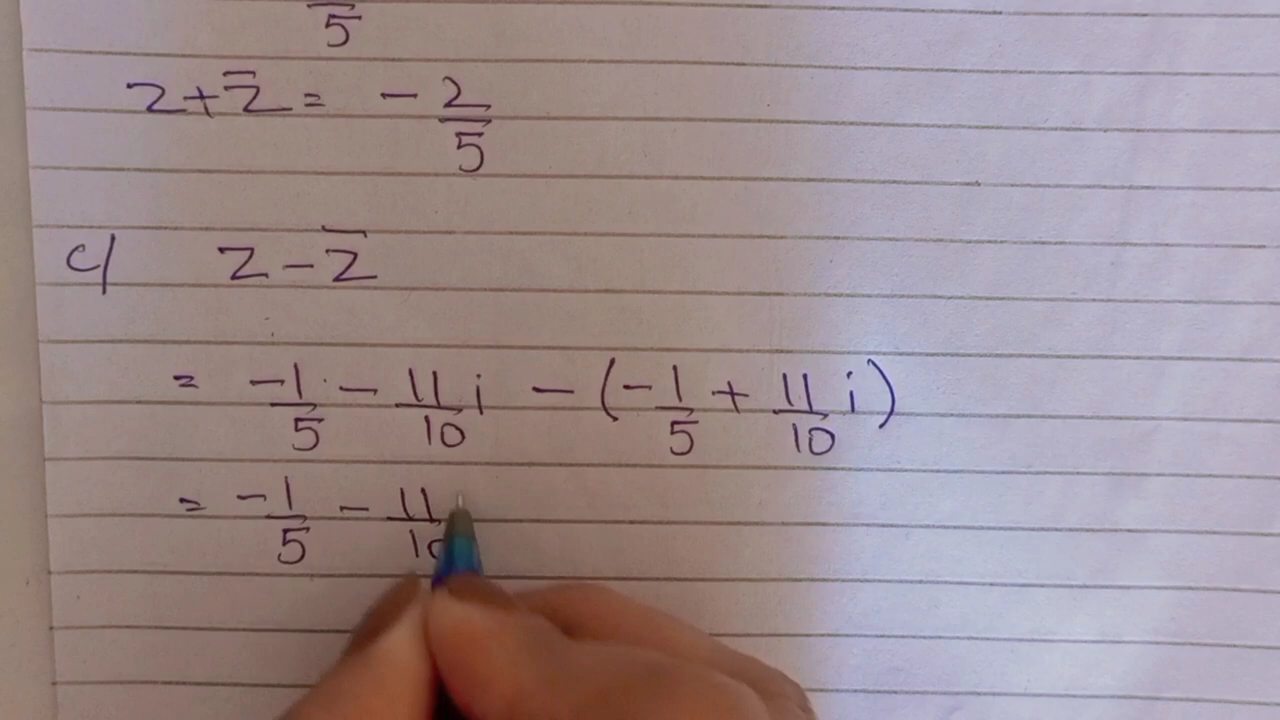 5
z + z̄ = - 2/5
c/ z - z̄
= -1/5 - 11/10 i - (-1/5 + 11/10 i)
= -1/5 - 11/10